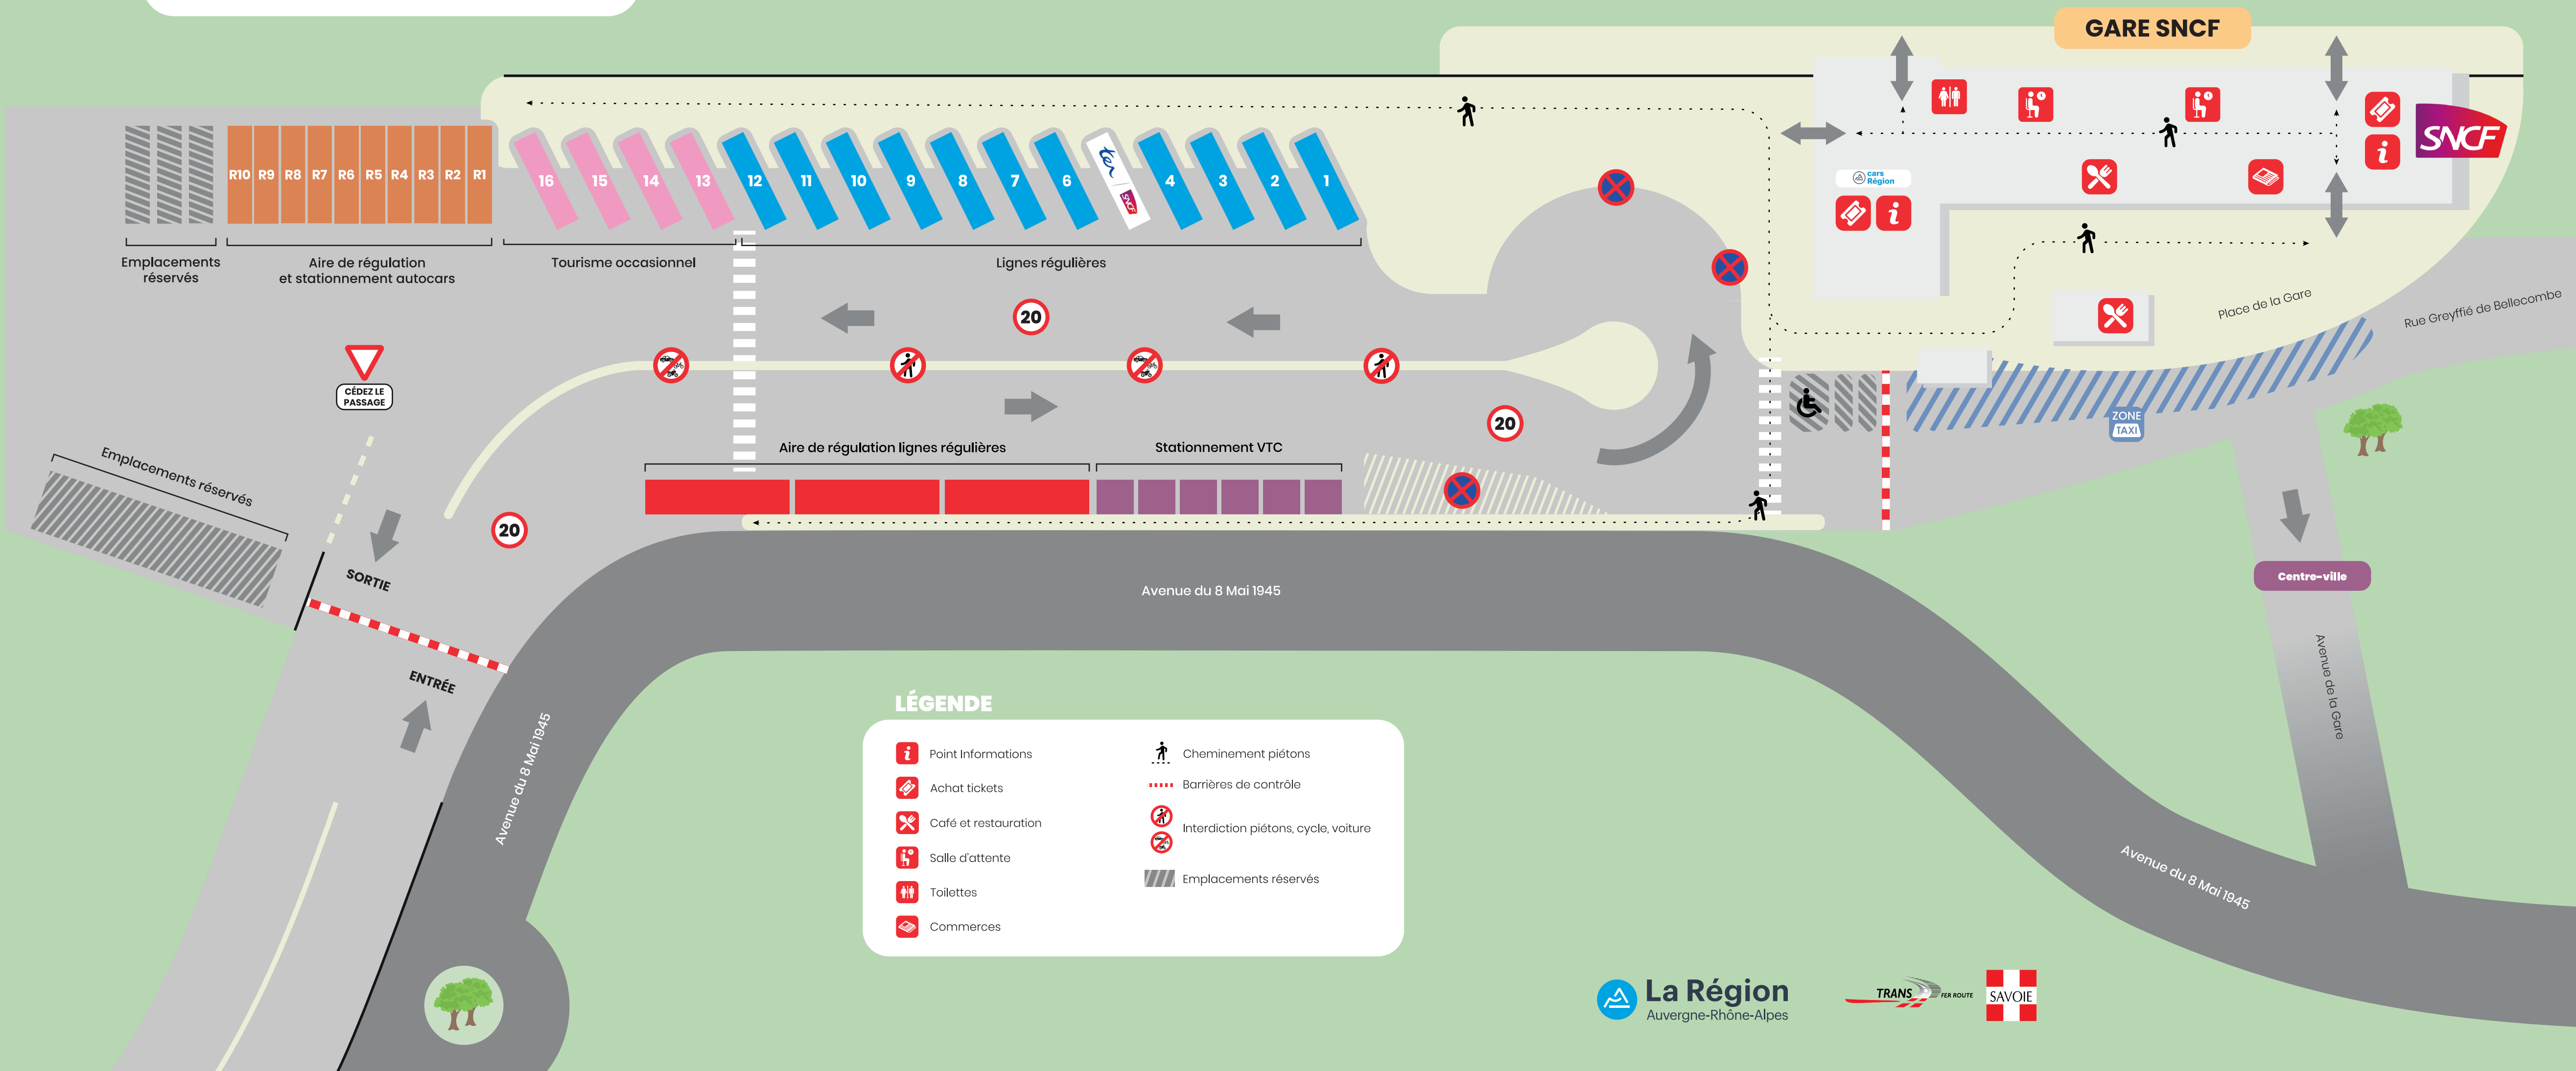 GARE SNCF
SNCF
cars
Région
R10 R9 R8 R7 R6 R5 R4 R3 R2 R1
16 15 14 13 12 11 10 9 8 7 6 ter SNCF 4 3 2 1
Emplacements
réservés
Aire de régulation
et stationnement autocars
Tourisme occasionnel
Lignes régulières
20
Place de la Gare
Rue Greyffié de Bellecombe
CÉDEZ LE
PASSAGE
ZONE
TAXI
20
Aire de régulation lignes régulières
Stationnement VTC
Emplacements réservés
20
SORTIE
ENTRÉE
Avenue du 8 Mai 1945
Centre-ville
Avenue de la Gare
Avenue du 8 Mai 1945
Avenue du 8 Mai 1945
LÉGENDE
Point Informations
Achat tickets
Café et restauration
Salle d'attente
Toilettes
Commerces
Cheminement piétons
Barrières de contrôle
Interdiction piétons, cycle, voiture
Emplacements réservés
La Région
Auvergne-Rhône-Alpes
TRANS FER ROUTE
SAVOIE